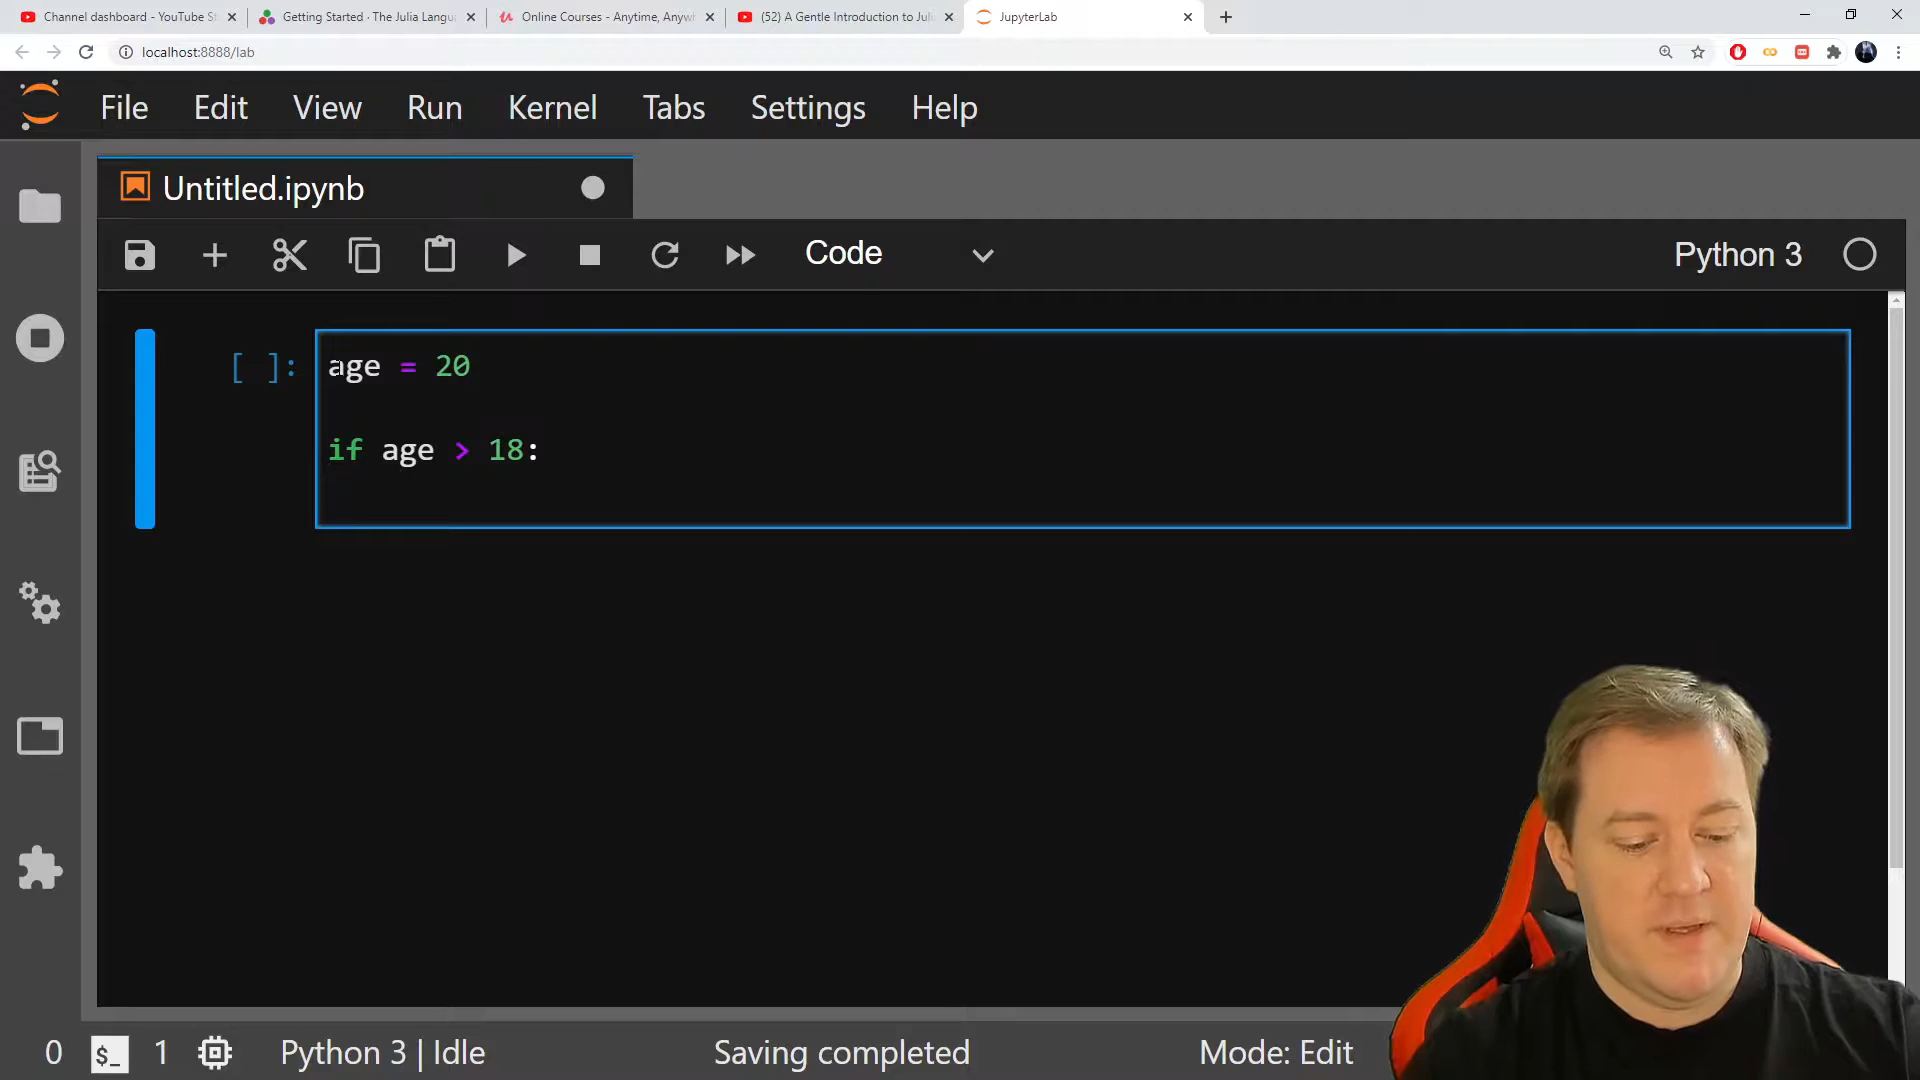 Channel dashboard - YouTube St
Getting Started · The Julia Langu
Online Courses - Anytime, Anyw
(52) A Gentle Introduction to Juli
JupyterLab
localhost:8888/lab
File Edit View Run Kernel Tabs Settings Help
Untitled.ipynb
Code
Python 3
[ ]:
age = 20
if age > 18:
0 $_ 1 Python 3 | Idle Saving completed Mode: Edit